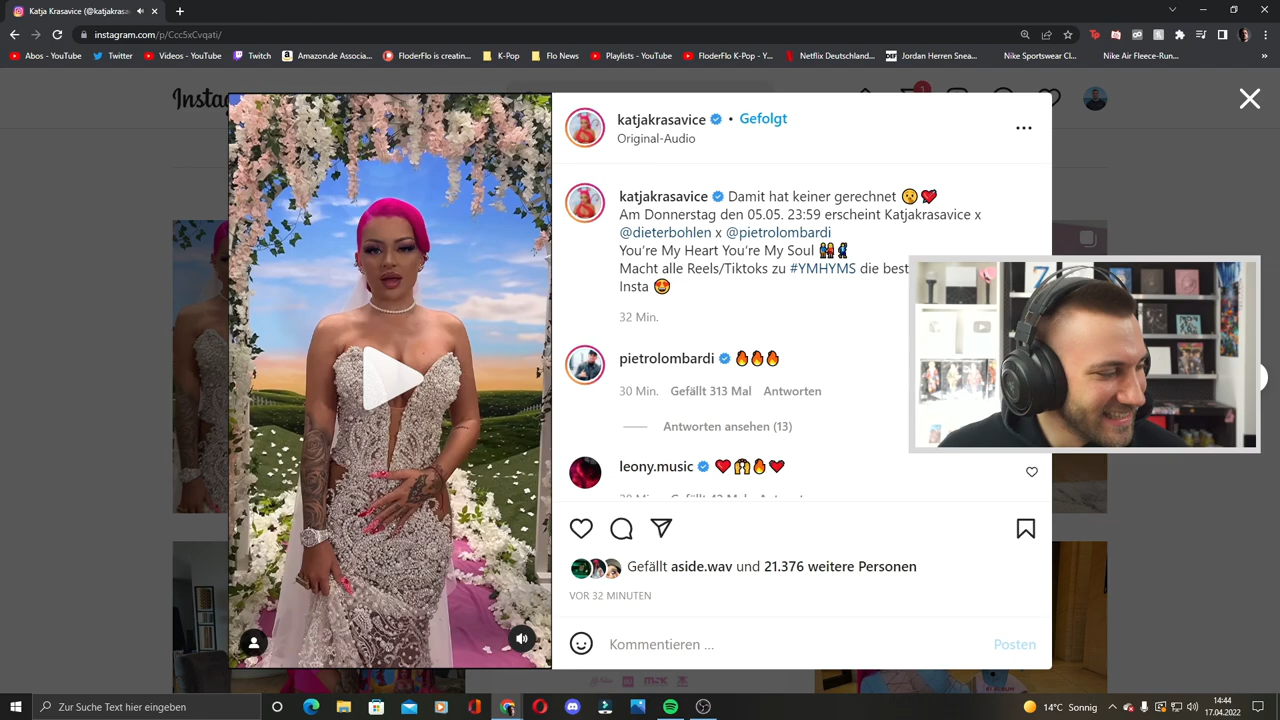 Katja Krasavice (@katjakras
instagram.com/p/Ccc5xCvqati/
Abos - YouTube
Twitter
Videos - YouTube
Twitch
Amazon.de Somme...
FloderFlo is creatin...
K-Pop
Flo News
Playlists - YouTube
FloderFlo K-Pop - Y...
Netflix Deutschland...
Jordan Herren Snea...
Nike Sportswear C...
Nike Air Fleece-Run...
Insta
1
katjakrasavice • Gefolgt
Original-Audio
katjakrasavice Damit hat keiner gerechnet 🤫💘
Am Donnerstag den 05.05. 23:59 erscheint Katjakrasavice x
@dieterbohlen x @pietrolombardi
You're My Heart You're My Soul
Macht alle Reels/Tiktoks zu #YMHYMS die best
Insta 😍
32 Min.
pietrolombardi 🔥🔥🔥
30 Min. Gefällt 313 Mal Antworten
Antworten ansehen (13)
leony.music ❤️🙌🔥❤️
Gefällt aside.wav und 21.376 weitere Personen
VOR 32 MINUTEN
Kommentieren ...
Posten
Zur Suche Text hier eingeben
14°C Sonnig
14:44
17.04.2022